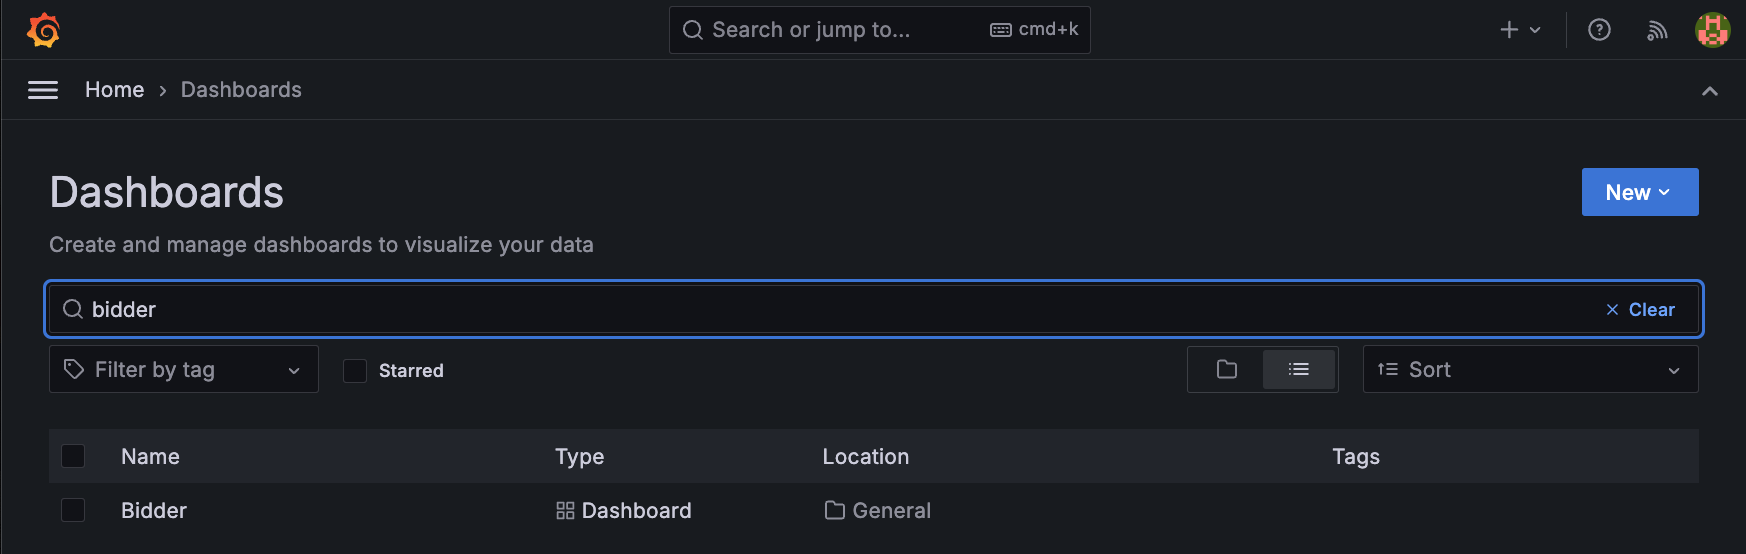 Search or jump to... cmd+k
Home › Dashboards
Dashboards
New
Create and manage dashboards to visualize your data
bidder Clear
Filter by tag Starred Sort
Name Type Location Tags
Bidder Dashboard General